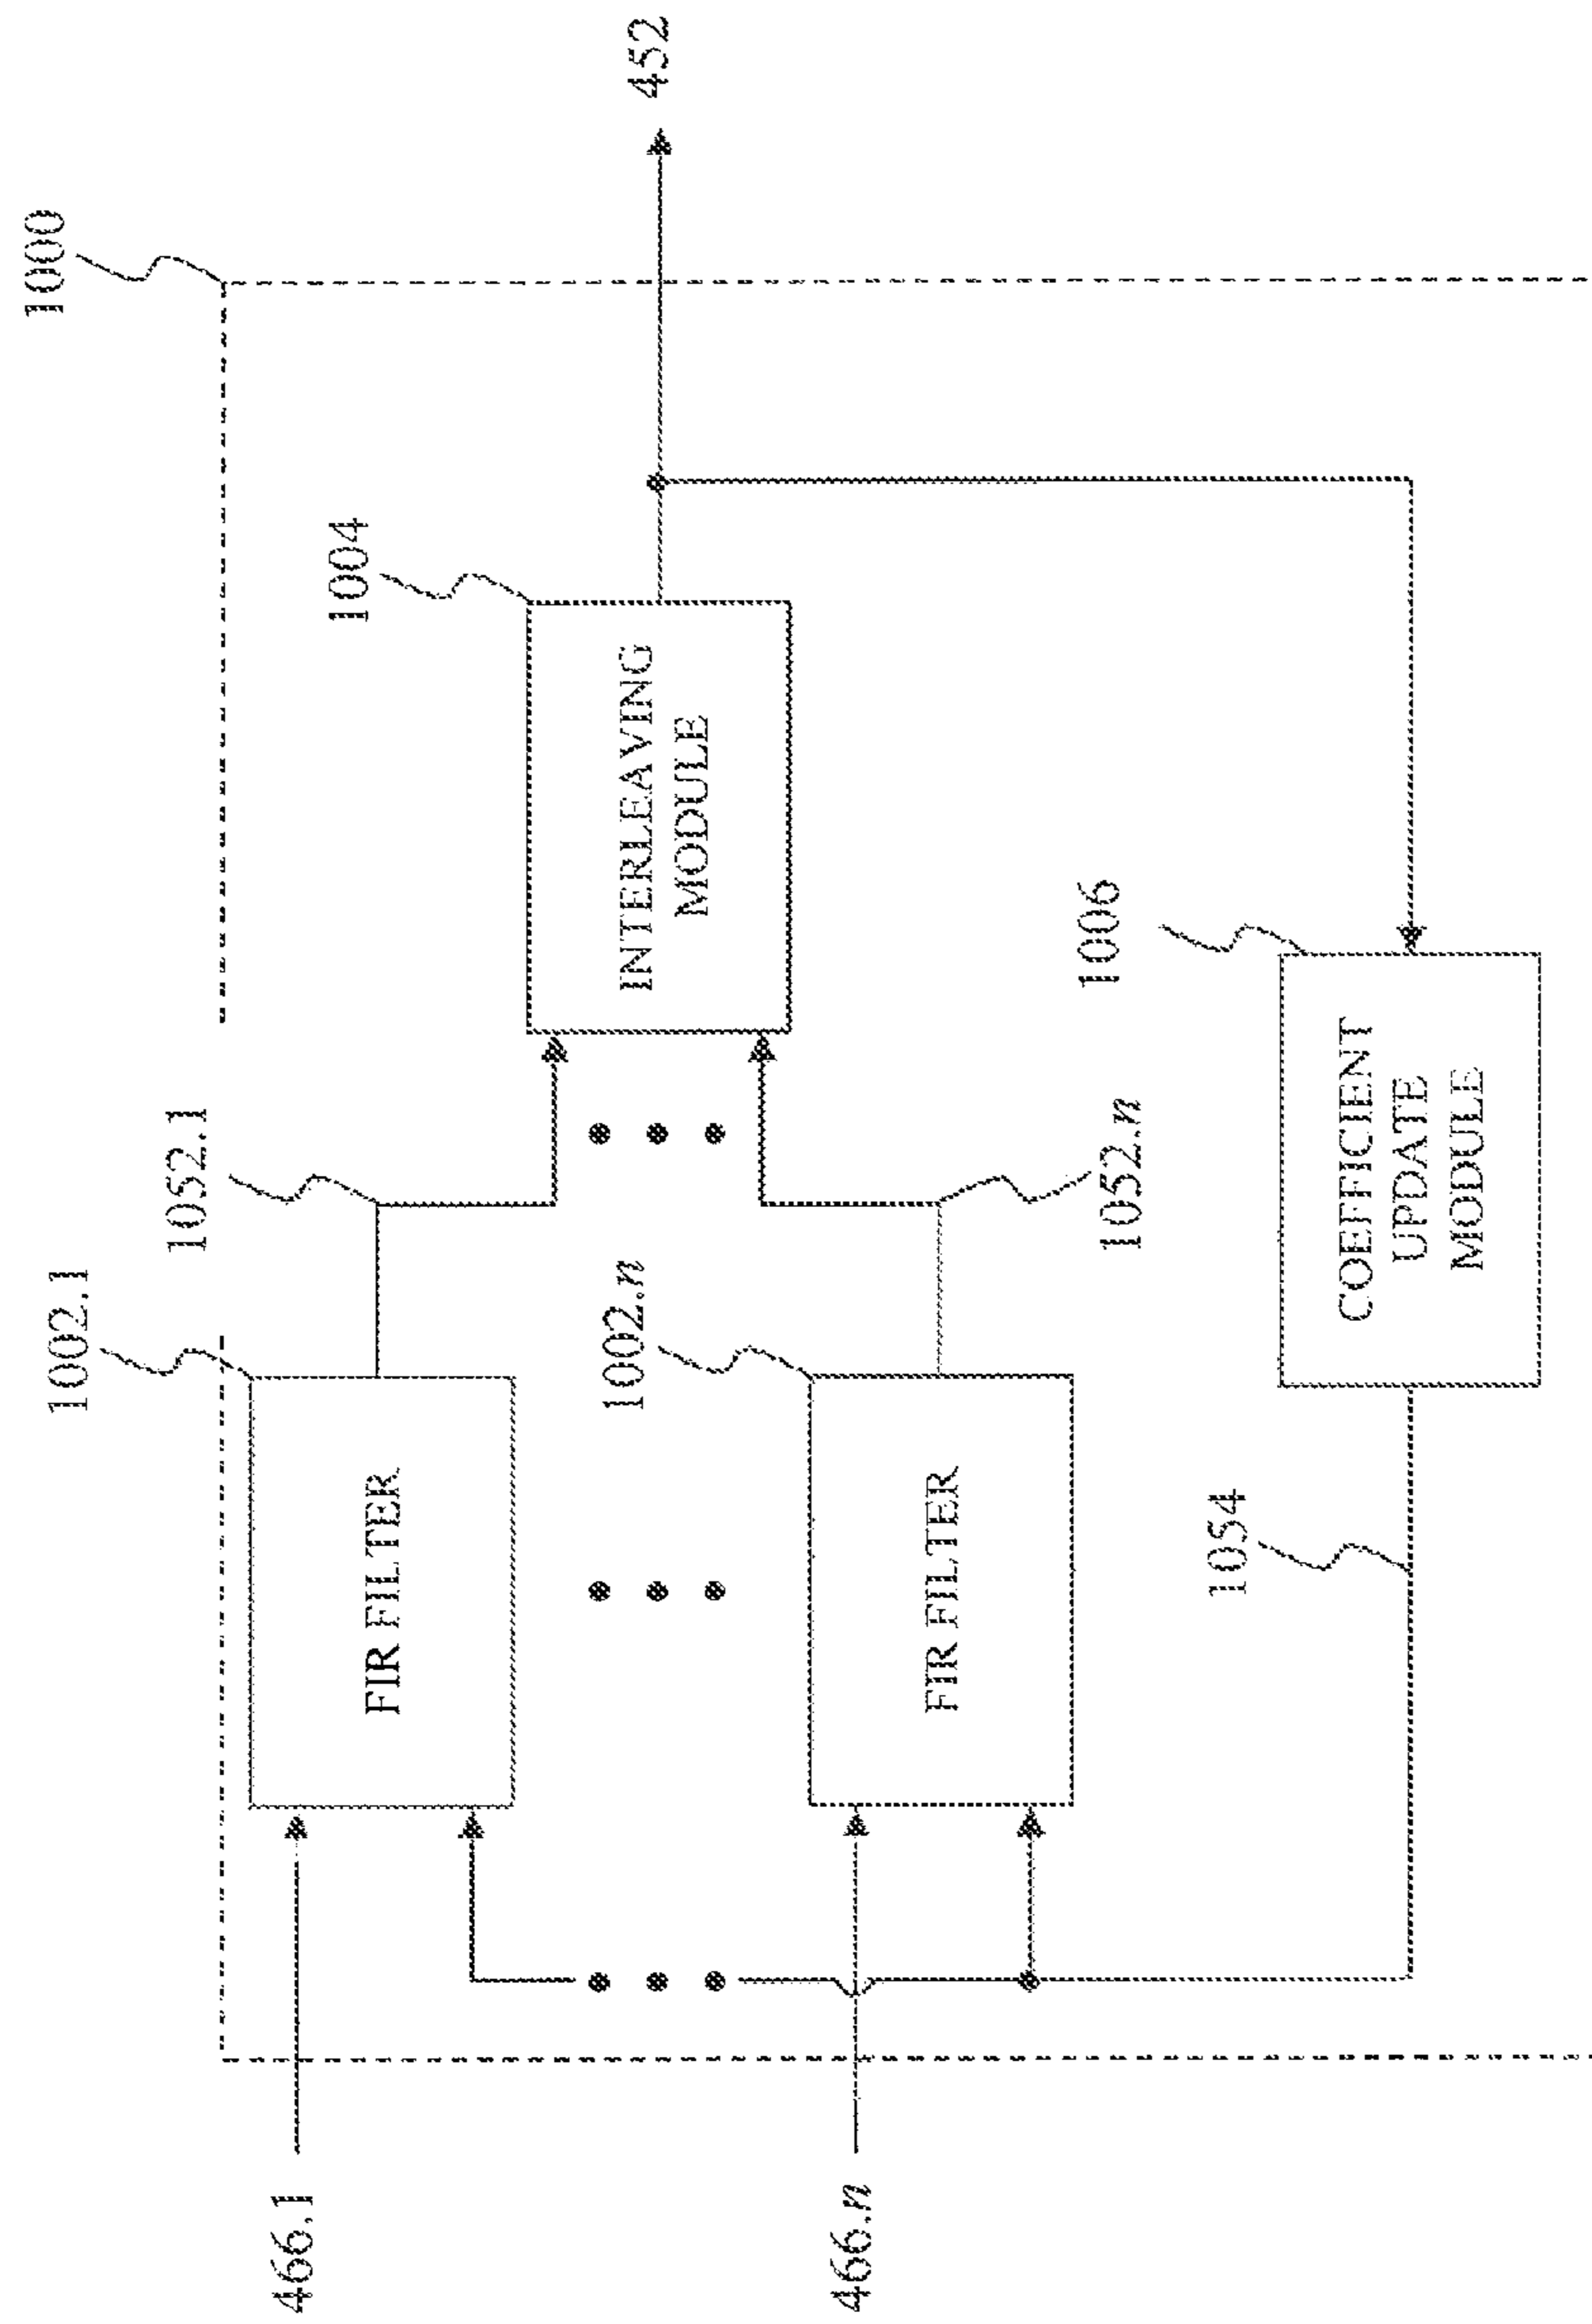 1000
1002.1
1052.1
1004
452
466.1
FIR FILTER
INTERLEAVING
MODULE
1002.n
466.n
FIR FILTER
1052.n
1006
1054
COEFFICIENT
UPDATE
MODULE